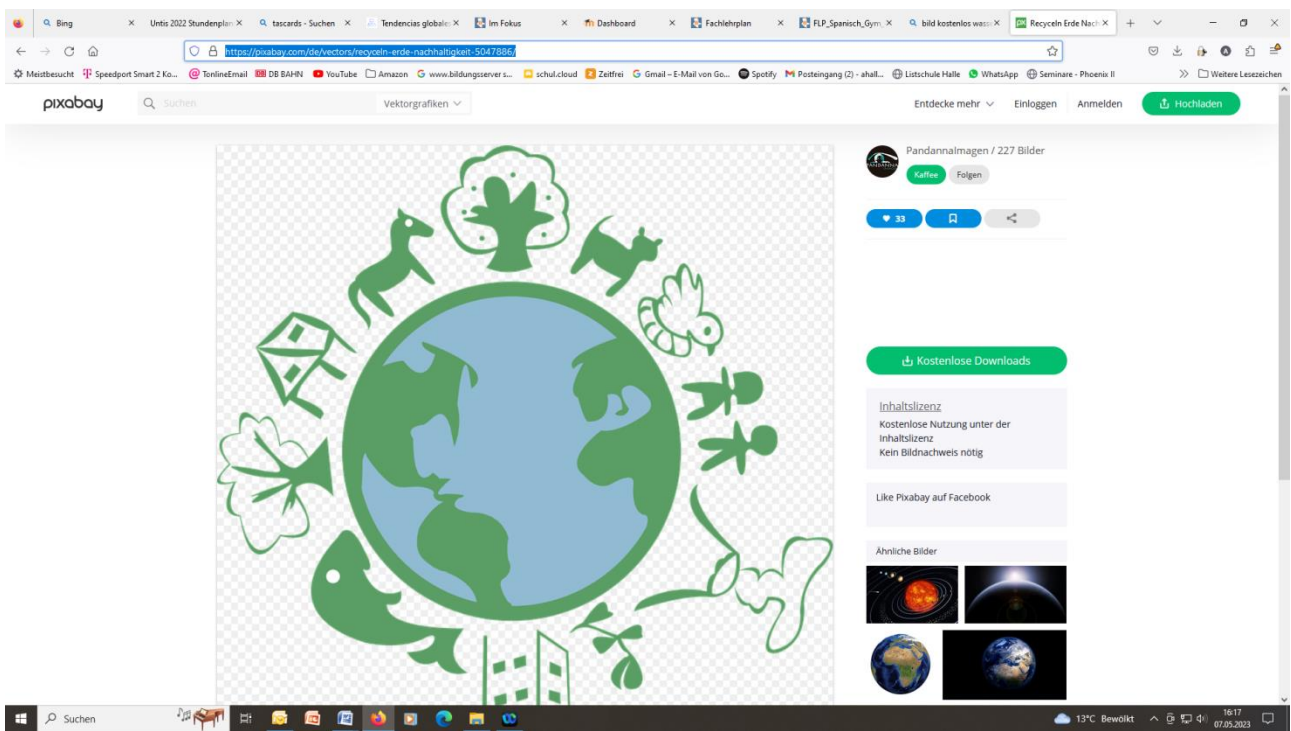 Bing
Untis 2022 Stundenplan
tascards - Suchen
Tendencias globale
Im Fokus
Dashboard
Fachlehrplan
FLP_Spanisch_Gym
bild kostenlos wass
Recyceln Erde Nach
https://pixabay.com/de/vectors/recyceln-erde-nachhaltigkeit-5047886/
Meistbesucht Speedport Smart 2 Ko... TonlineEmail DB BAHN YouTube Amazon www.bildungsserver s... schul.cloud Zeitfrei Gmail – E-Mail von Go... Spotify Posteingang (2) - ahall... Listschule Halle WhatsApp Seminare - Phoenix II Weitere Lesezeichen
pixabay Suchen Vektorgrafiken Entdecke mehr Einloggen Anmelden Hochladen
PandannaImagen / 227 Bilder
Kaffee Folgen
33
Kostenlose Downloads
Inhaltslizenz
Kostenlose Nutzung unter der
Inhaltslizenz
Kein Bildnachweis nötig
Like Pixabay auf Facebook
Ähnliche Bilder
Suchen
13°C Bewölkt
16:17
07.05.2023